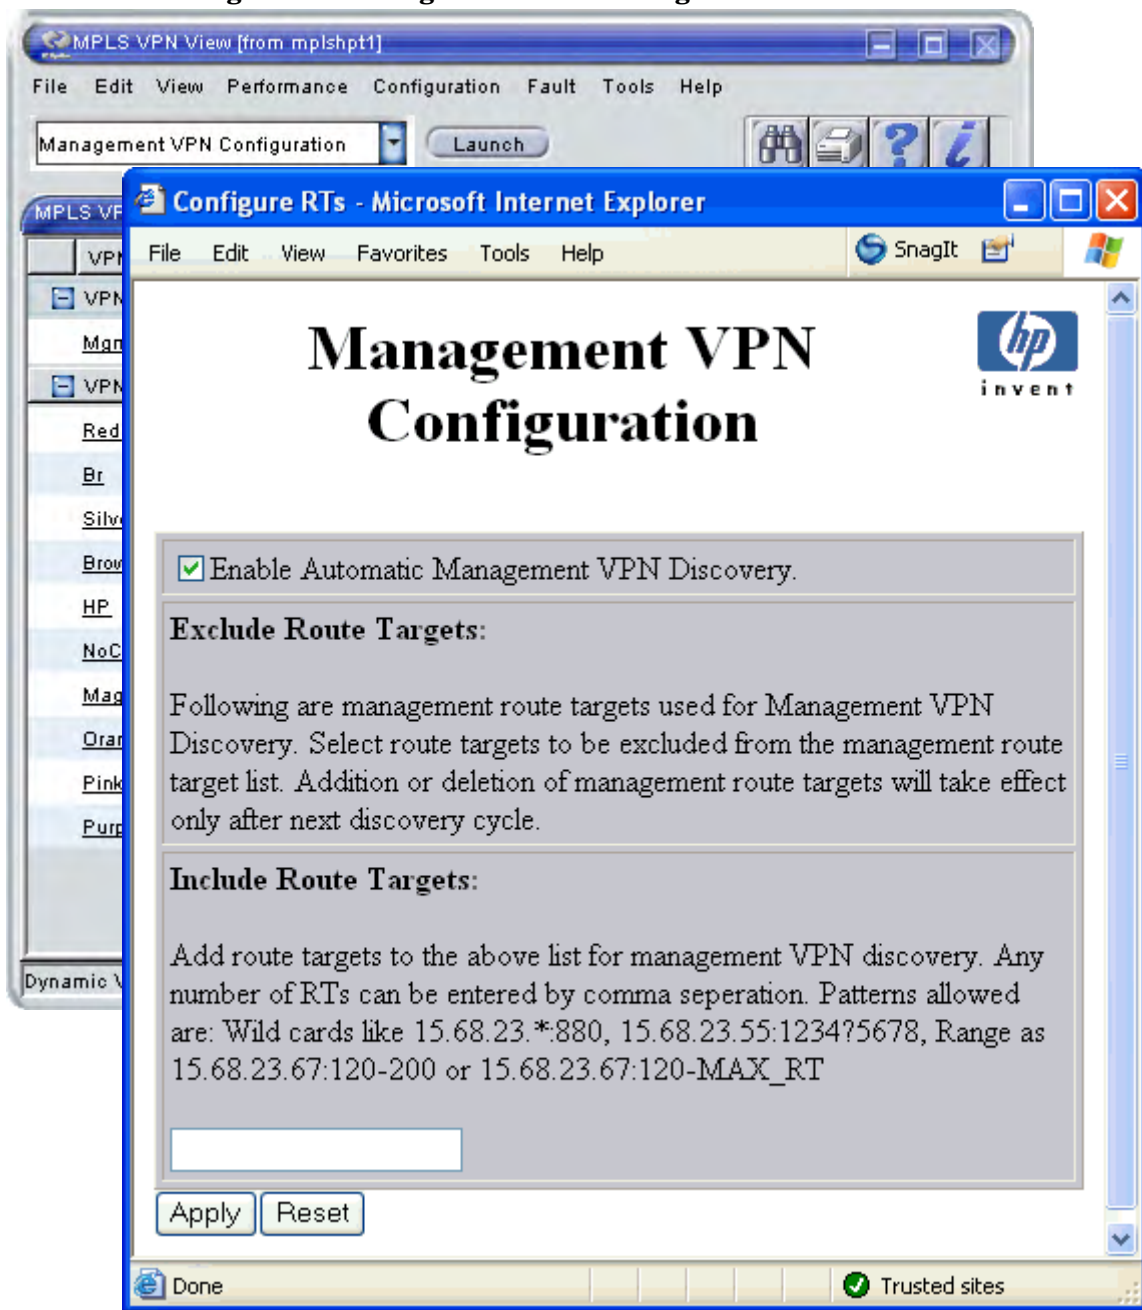 MPLS VPN View [from mplshpt1]
File Edit View Performance Configuration Fault Tools Help
Management VPN Configuration Launch
MPLS
Configure RTs - Microsoft Internet Explorer
File Edit View Favorites Tools Help SnagIt
VPN
Mgn
VPN
Red
Br
Silv
Brow
HP
NoC
Mag
Oran
Pink
Purp
Dynamic
Management VPN
Configuration
hp
invent
Enable Automatic Management VPN Discovery.
Exclude Route Targets:
Following are management route targets used for Management VPN
Discovery. Select route targets to be excluded from the management route
target list. Addition or deletion of management route targets will take effect
only after next discovery cycle.
Include Route Targets:
Add route targets to the above list for management VPN discovery. Any
number of RTs can be entered by comma seperation. Patterns allowed
are: Wild cards like 15.68.23.*:880, 15.68.23.55:1234?5678, Range as
15.68.23.67:120-200 or 15.68.23.67:120-MAX_RT
Apply Reset
Done Trusted sites